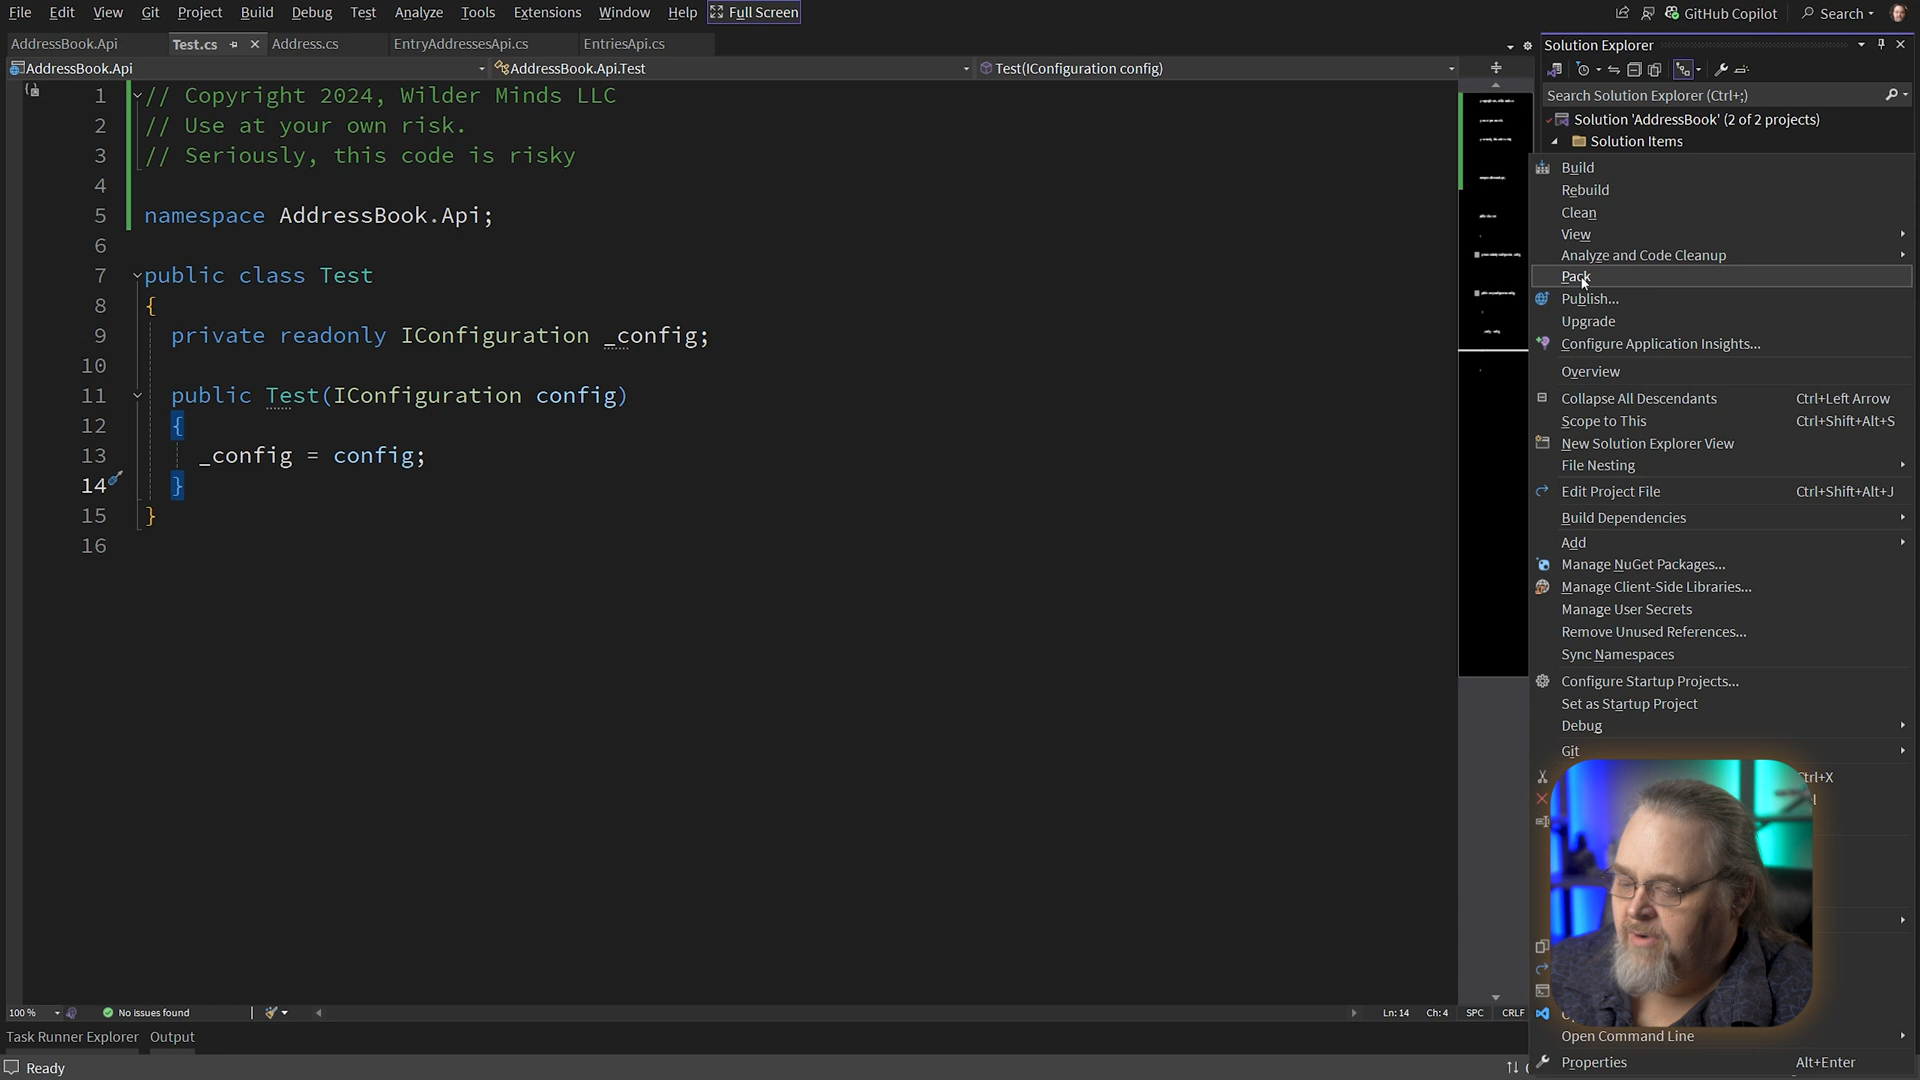 File Edit View Git Project Build Debug Test Analyze Tools Extensions Window Help Full Screen GitHub Copilot Search
AddressBook.Api Test.cs Address.cs EntryAddressesApi.cs EntriesApi.cs
Solution Explorer
AddressBook.Api AddressBook.Api.Test Test(IConfiguration config)
Search Solution Explorer (Ctrl+;)
Solution 'AddressBook' (2 of 2 projects)
Solution Items
1 // Copyright 2024, Wilder Minds LLC
2 // Use at your own risk.
3 // Seriously, this code is risky
4
5 namespace AddressBook.Api;
6
7 public class Test
8 {
9 private readonly IConfiguration _config;
10
11 public Test(IConfiguration config)
12 {
13 _config = config;
14 }
15 }
16
Build
Rebuild
Clean
View
Analyze and Code Cleanup
Pack
Publish...
Upgrade
Configure Application Insights...
Overview
Collapse All Descendants Ctrl+Left Arrow
Scope to This Ctrl+Shift+Alt+S
New Solution Explorer View
File Nesting
Edit Project File Ctrl+Shift+Alt+J
Build Dependencies
Add
Manage NuGet Packages...
Manage Client-Side Libraries...
Manage User Secrets
Remove Unused References...
Sync Namespaces
Configure Startup Projects...
Set as Startup Project
Debug
Git
Ctrl+X
Open Command Line
Properties Alt+Enter
100 % No issues found Ln: 14 Ch: 4 SPC CRLF
Task Runner Explorer Output
Ready